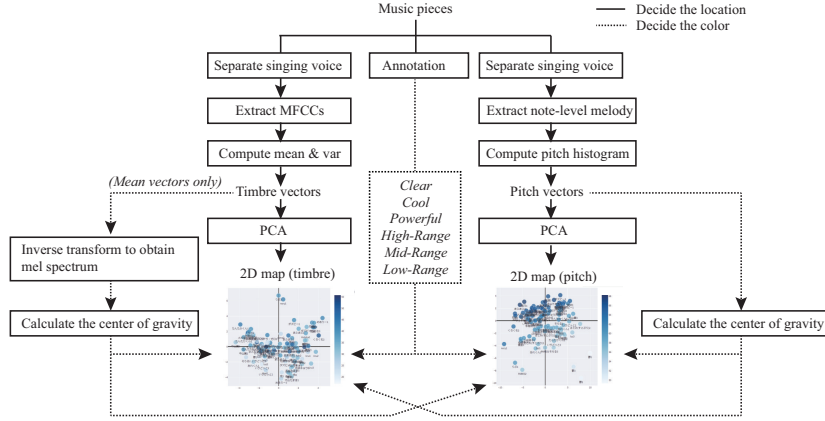 Music pieces
Decide the location
Decide the color
Separate singing voice
Annotation
Separate singing voice
Extract MFCCs
Extract note-level melody
Compute mean & var
Compute pitch histogram
(Mean vectors only)
Timbre vectors
Clear
Cool
Powerful
High-Range
Mid-Range
Low-Range
Pitch vectors
PCA
PCA
Inverse transform to obtain
mel spectrum
2D map (timbre)
2D map (pitch)
Calculate the center of gravity
Calculate the center of gravity